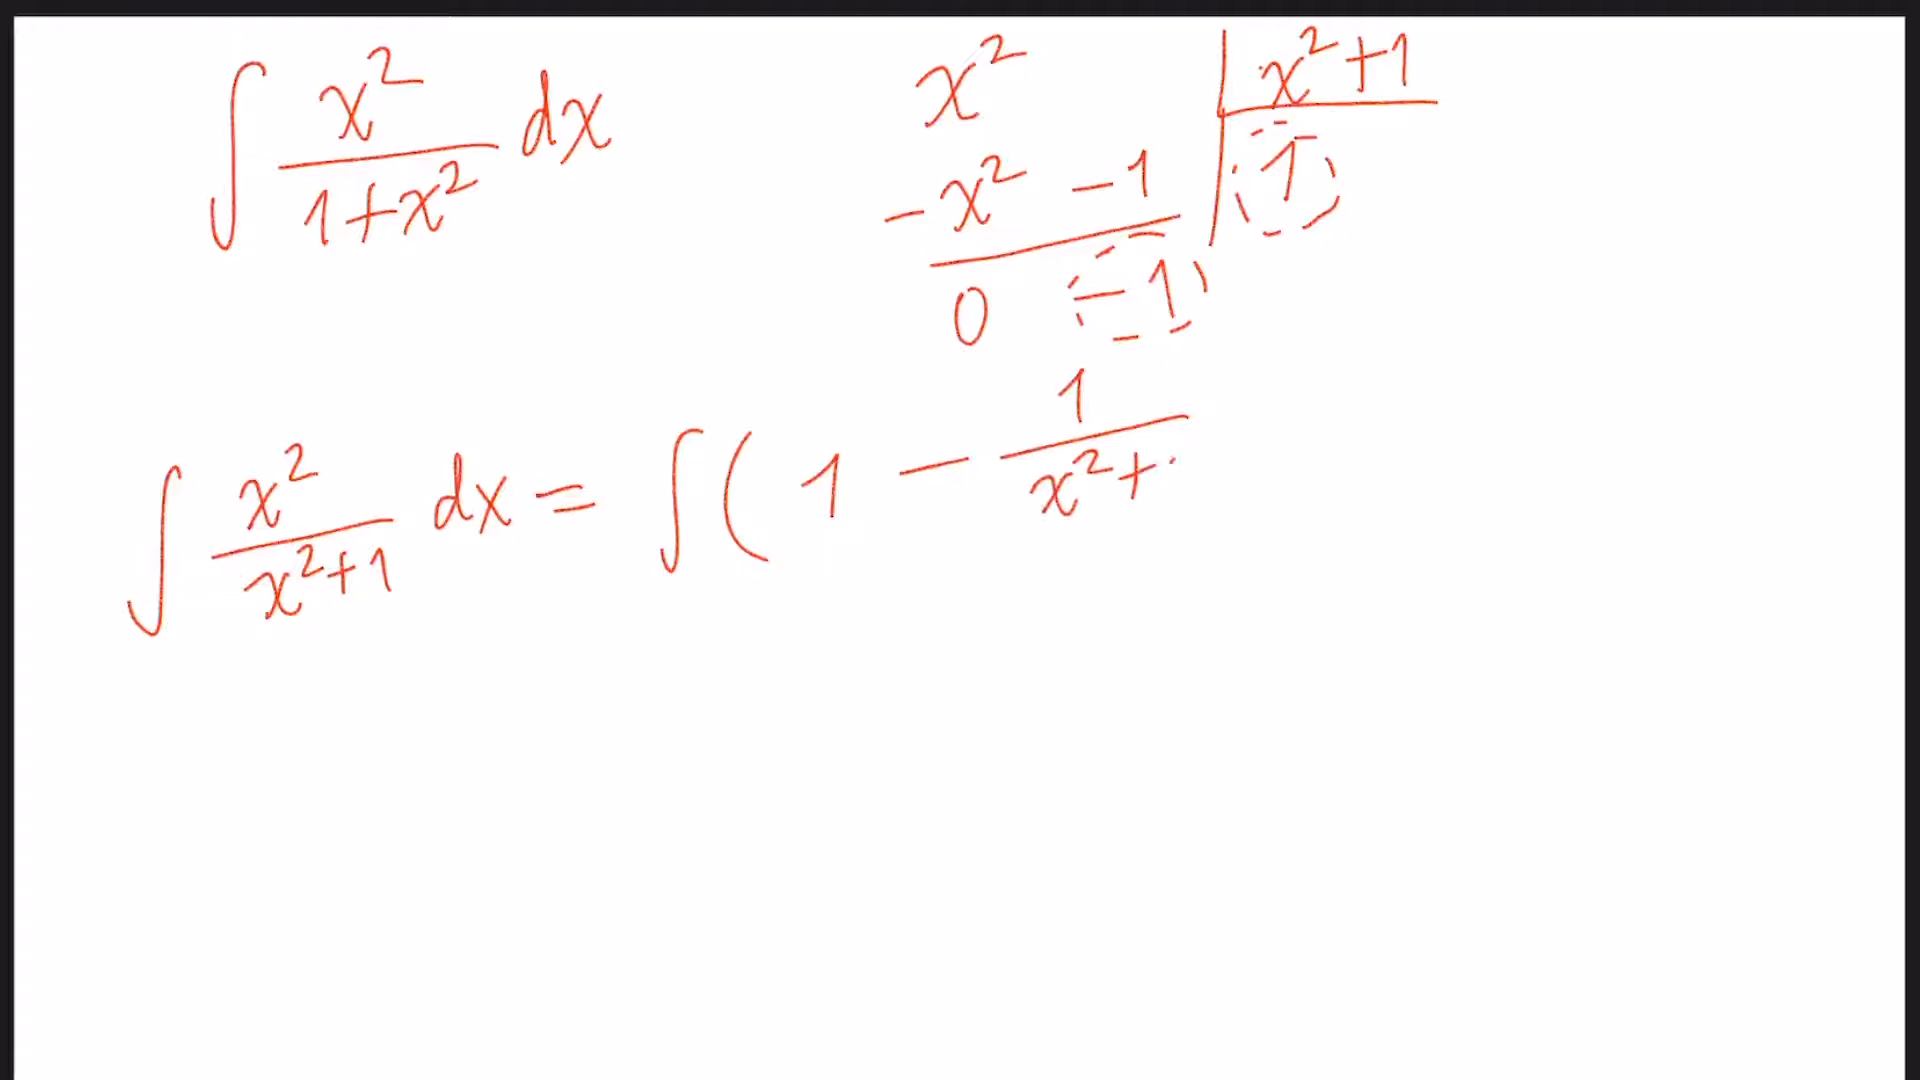 ∫ x²/(1+x²) dx
x² | x²+1
-x² -1 | 1
0 -1
∫ x²/(x²+1) dx = ∫ ( 1 - 1/(x²+